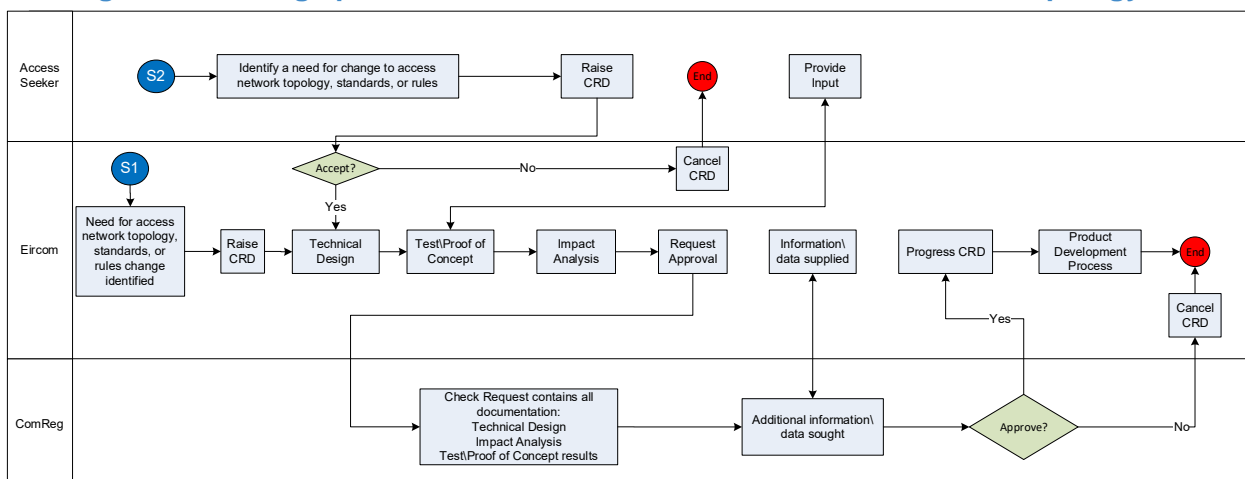 Access
Seeker
S2
Identify a need for change to access
network topology, standards, or rules
Raise
CRD
End
Provide
Input
Eircom
S1
Accept?
No
Cancel
CRD
Yes
Need for access
network topology,
standards, or
rules change
identified
Raise
CRD
Technical
Design
Test\Proof of
Concept
Impact
Analysis
Request
Approval
Information\
data supplied
Progress CRD
Product
Development
Process
End
Cancel
CRD
Yes
ComReg
Check Request contains all
documentation:
Technical Design
Impact Analysis
Test\Proof of Concept results
Additional information\
data sought
Approve?
No